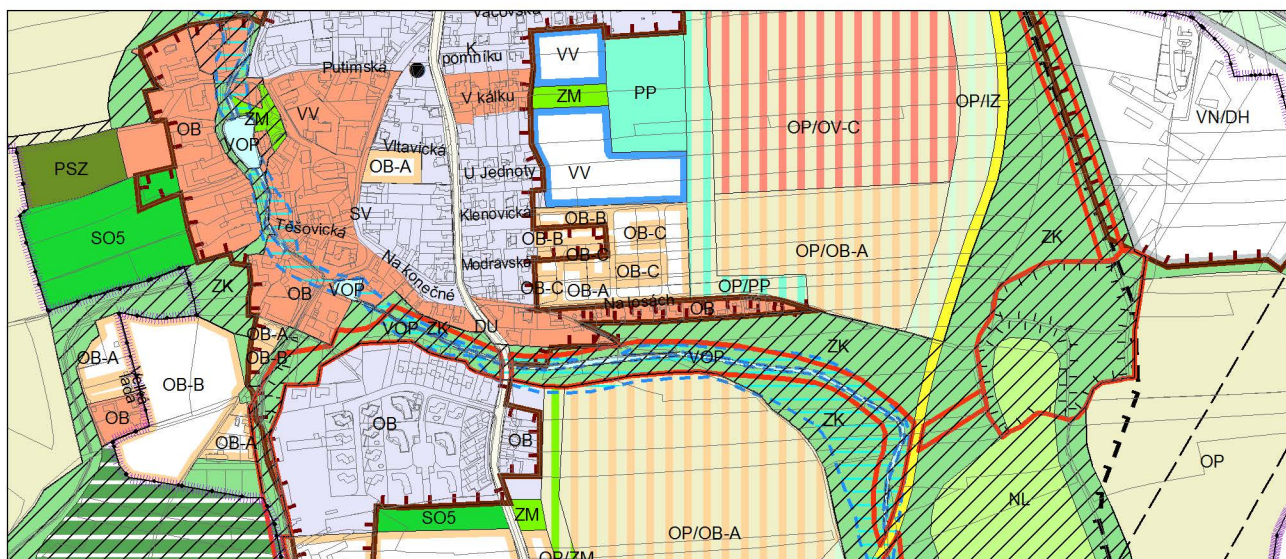 Vacovská
K
pomníku
Putimská
VV
V kálku
ZM
PP
OP/IZ
VN/DH
OB
VV
ZM
VOP
OP/OV-C
PSZ
Vltavická
OB-A
U Jednoty
VV
SO5
SV
Těšovická
Klenovická
OB-B
OB-C
OB-B
OB-C
Modravská
OB-C
OP/OB-A
ZK
ZK
Na Konečné
OB-C
OB-A
OP/PP
Na losách
OB
OB
VOP
VOP
ZK
DU
VOP
ZK
OB-A
OB-B
OB-A
OB-B
OB
OB-A
OB
OB
ZK
OP
NL
SO5
ZM
OP/OB-A
OP/ZM